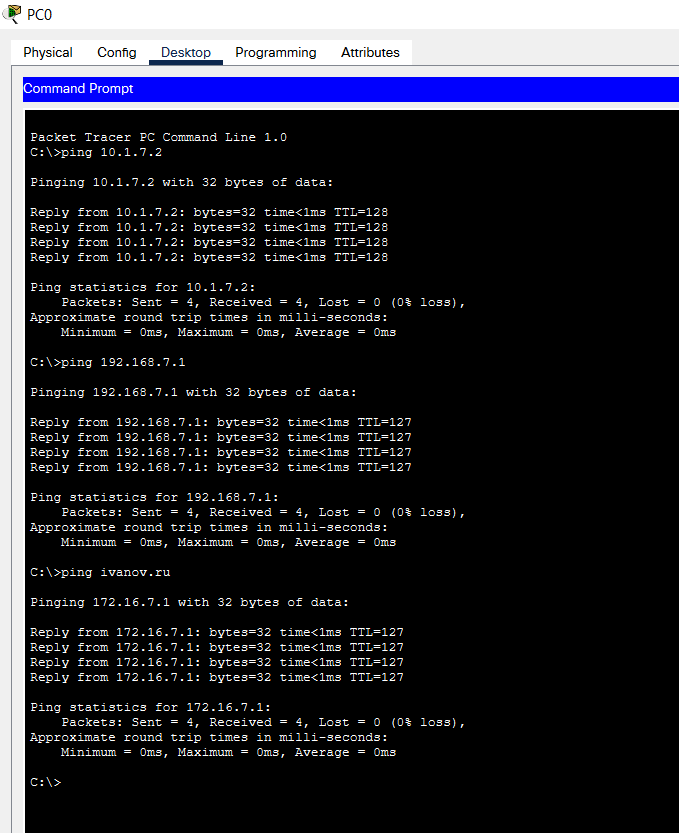 PC0
Physical Config Desktop Programming Attributes
Command Prompt
Packet Tracer PC Command Line 1.0
C:\>ping 10.1.7.2
Pinging 10.1.7.2 with 32 bytes of data:
Reply from 10.1.7.2: bytes=32 time<1ms TTL=128
Reply from 10.1.7.2: bytes=32 time<1ms TTL=128
Reply from 10.1.7.2: bytes=32 time<1ms TTL=128
Reply from 10.1.7.2: bytes=32 time<1ms TTL=128
Ping statistics for 10.1.7.2:
    Packets: Sent = 4, Received = 4, Lost = 0 (0% loss),
Approximate round trip times in milli-seconds:
    Minimum = 0ms, Maximum = 0ms, Average = 0ms
C:\>ping 192.168.7.1
Pinging 192.168.7.1 with 32 bytes of data:
Reply from 192.168.7.1: bytes=32 time<1ms TTL=127
Reply from 192.168.7.1: bytes=32 time<1ms TTL=127
Reply from 192.168.7.1: bytes=32 time<1ms TTL=127
Reply from 192.168.7.1: bytes=32 time<1ms TTL=127
Ping statistics for 192.168.7.1:
    Packets: Sent = 4, Received = 4, Lost = 0 (0% loss),
Approximate round trip times in milli-seconds:
    Minimum = 0ms, Maximum = 0ms, Average = 0ms
C:\>ping ivanov.ru
Pinging 172.16.7.1 with 32 bytes of data:
Reply from 172.16.7.1: bytes=32 time<1ms TTL=127
Reply from 172.16.7.1: bytes=32 time<1ms TTL=127
Reply from 172.16.7.1: bytes=32 time<1ms TTL=127
Reply from 172.16.7.1: bytes=32 time<1ms TTL=127
Ping statistics for 172.16.7.1:
    Packets: Sent = 4, Received = 4, Lost = 0 (0% loss),
Approximate round trip times in milli-seconds:
    Minimum = 0ms, Maximum = 0ms, Average = 0ms
C:\>